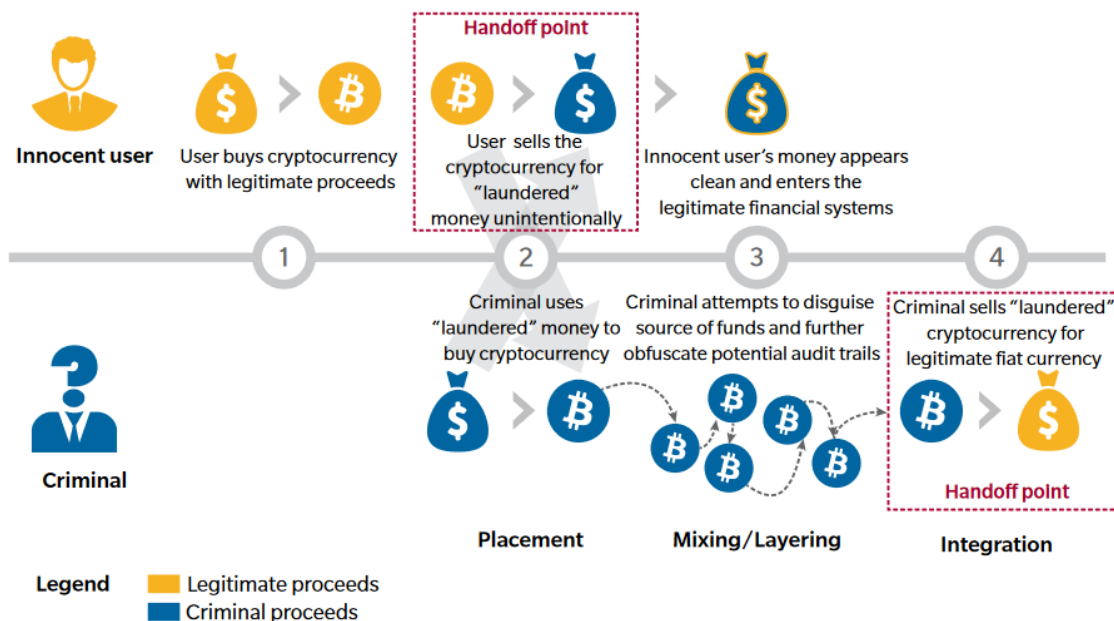 Handoff point
Innocent user
User buys cryptocurrency
with legitimate proceeds
User sells the
cryptocurrency for
“laundered”
money unintentionally
Innocent user’s money appears
clean and enters the
legitimate financial systems
1
2
3
4
Criminal uses
“laundered” money to
buy cryptocurrency
Criminal attempts to disguise
source of funds and further
obfuscate potential audit trails
Criminal sells “laundered”
cryptocurrency for
legitimate fiat currency
Criminal
Handoff point
Placement
Mixing/Layering
Integration
Legend
Legitimate proceeds
Criminal proceeds